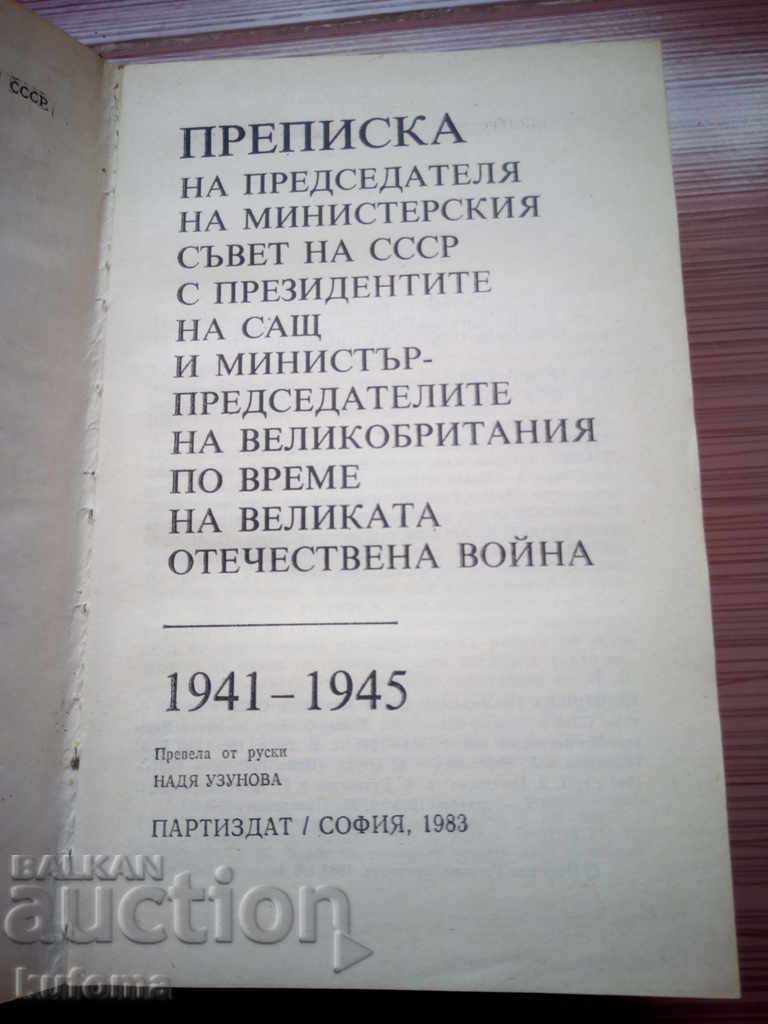 СССР
ПРЕПИСКА
НА ПРЕДСЕДАТЕЛЯ
НА МИНИСТЕРСКИЯ
СЪВЕТ НА СССР
С ПРЕЗИДЕНТИТЕ
НА САЩ
И МИНИСТЪР-
ПРЕДСЕДАТЕЛИТЕ
НА ВЕЛИКОБРИТАНИЯ
ПО ВРЕМЕ
НА ВЕЛИКАТА
ОТЕЧЕСТВЕНА ВОЙНА
1941–1945
Превела от руски
НАДЯ УЗУНОВА
ПАРТИЗДАТ / СОФИЯ, 1983
BALKAN
auction
kufoma